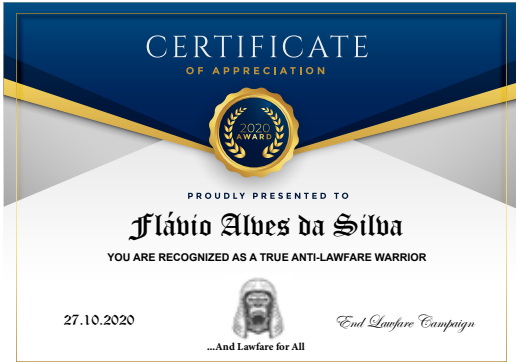 CERTIFICATE
OF APPRECIATION
2020
AWARD
PROUDLY PRESENTED TO
Flávio Alves da Silva
YOU ARE RECOGNIZED AS A TRUE ANTI-LAWFARE WARRIOR
27.10.2020
End Lawfare Campaign
...And Lawfare for All